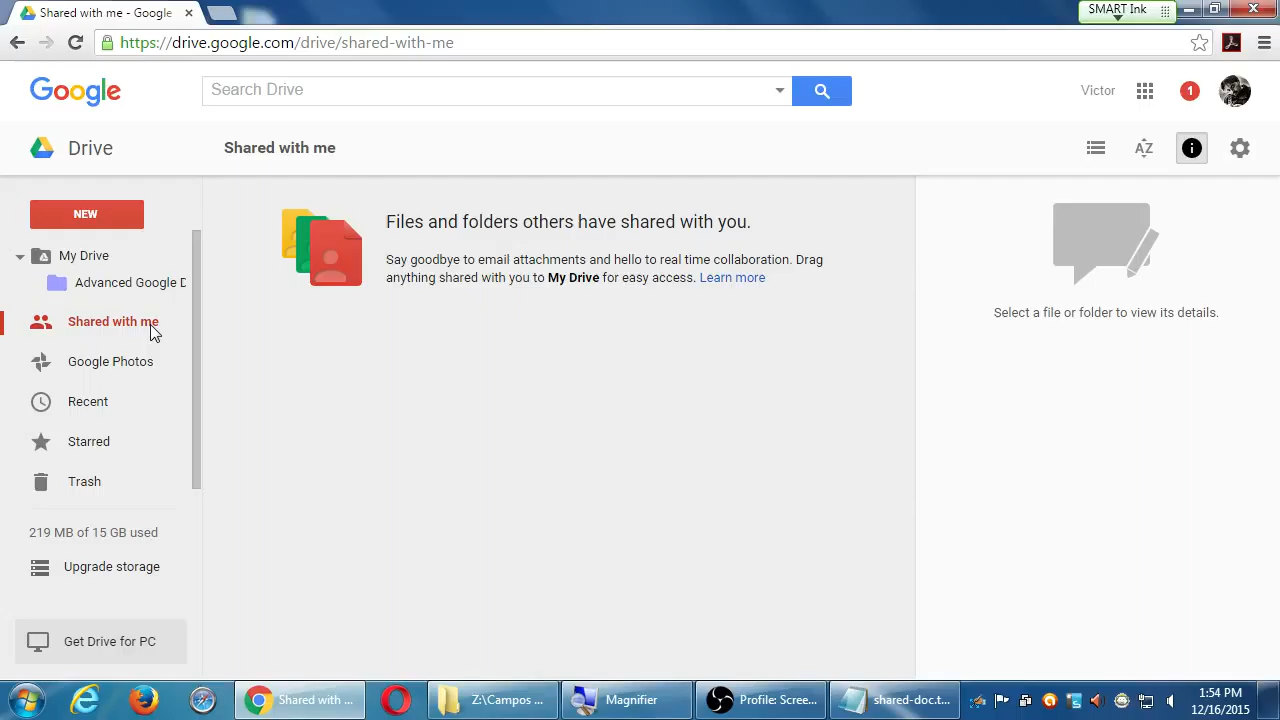 Shared with me - Google
SMART Ink
https://drive.google.com/drive/shared-with-me
Google
Search Drive
Victor
1
Drive
Shared with me
AZ
NEW
My Drive
Advanced Google D
Shared with me
Google Photos
Recent
Starred
Trash
219 MB of 15 GB used
Upgrade storage
Get Drive for PC
Files and folders others have shared with you.
Say goodbye to email attachments and hello to real time collaboration. Drag
anything shared with you to My Drive for easy access. Learn more
Select a file or folder to view its details.
Shared with ...
Z:\Campos ...
Magnifier
Profile: Scree...
shared-doc.t...
1:54 PM
12/16/2015